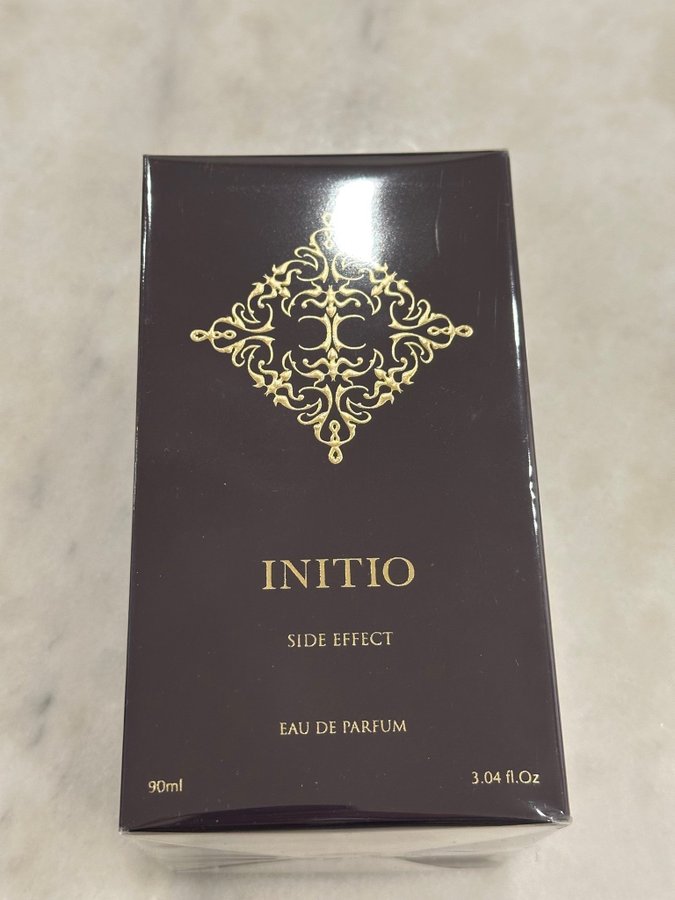 INITIO
SIDE EFFECT
EAU DE PARFUM
90ml
3.04 fl.Oz